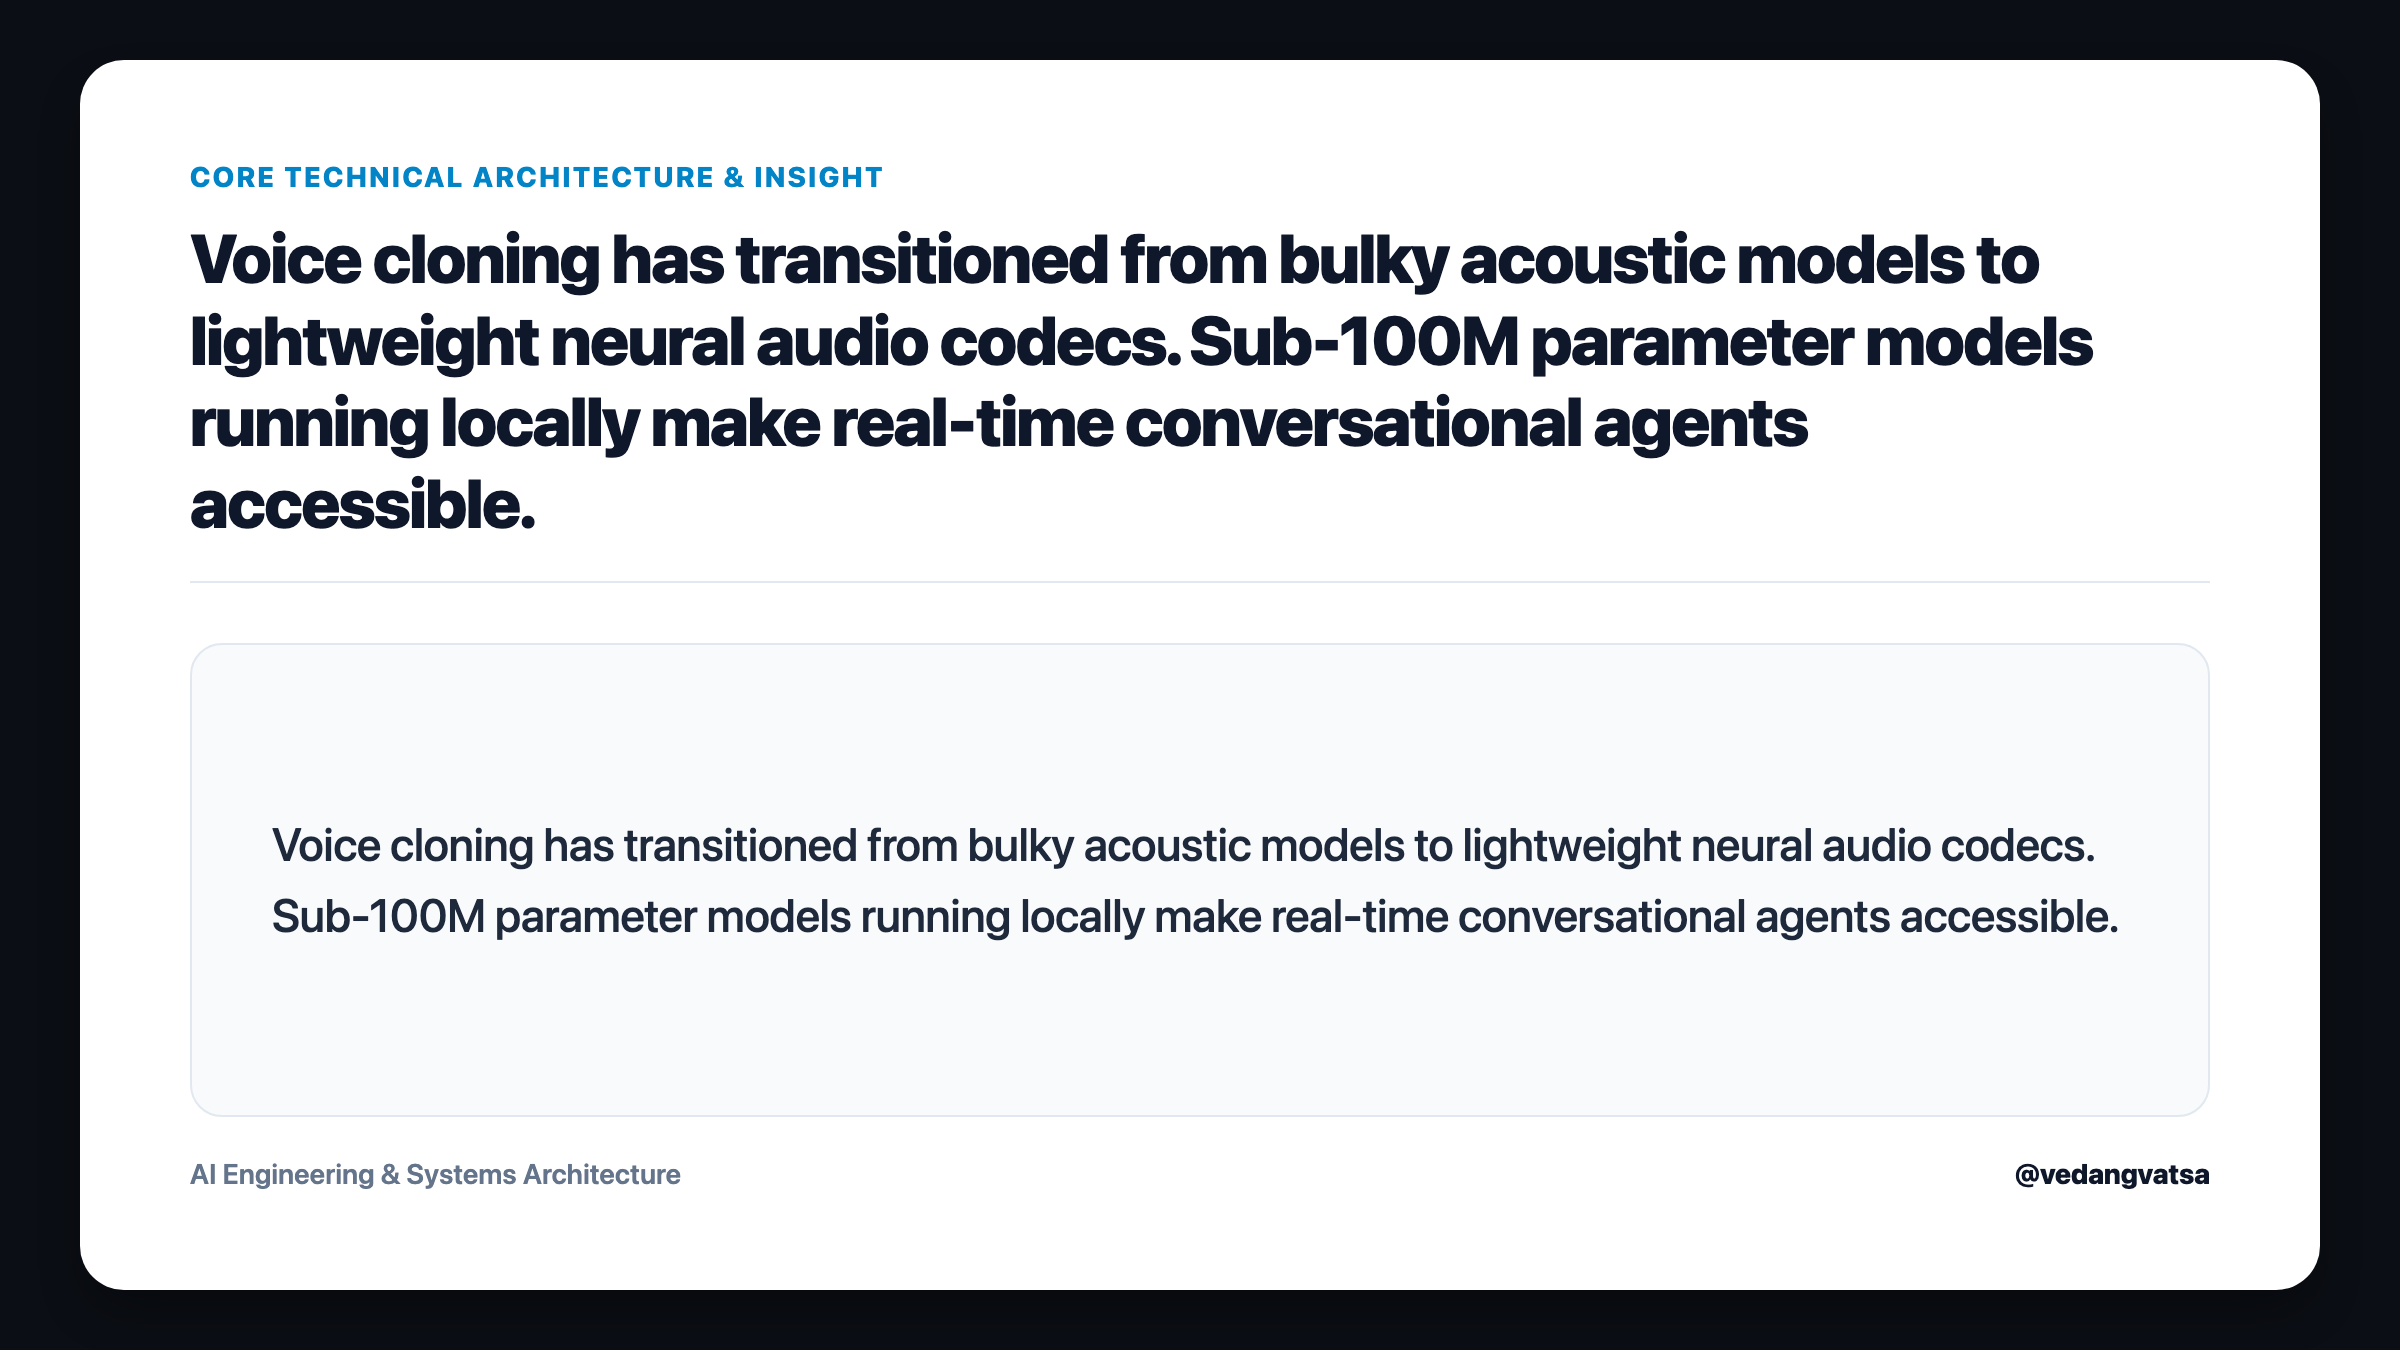 CORE TECHNICAL ARCHITECTURE & INSIGHT
Voice cloning has transitioned from bulky acoustic models to
lightweight neural audio codecs. Sub-100M parameter models
running locally make real-time conversational agents
accessible.
Voice cloning has transitioned from bulky acoustic models to lightweight neural audio codecs.
Sub-100M parameter models running locally make real-time conversational agents accessible.
AI Engineering & Systems Architecture
@vedangvatsa